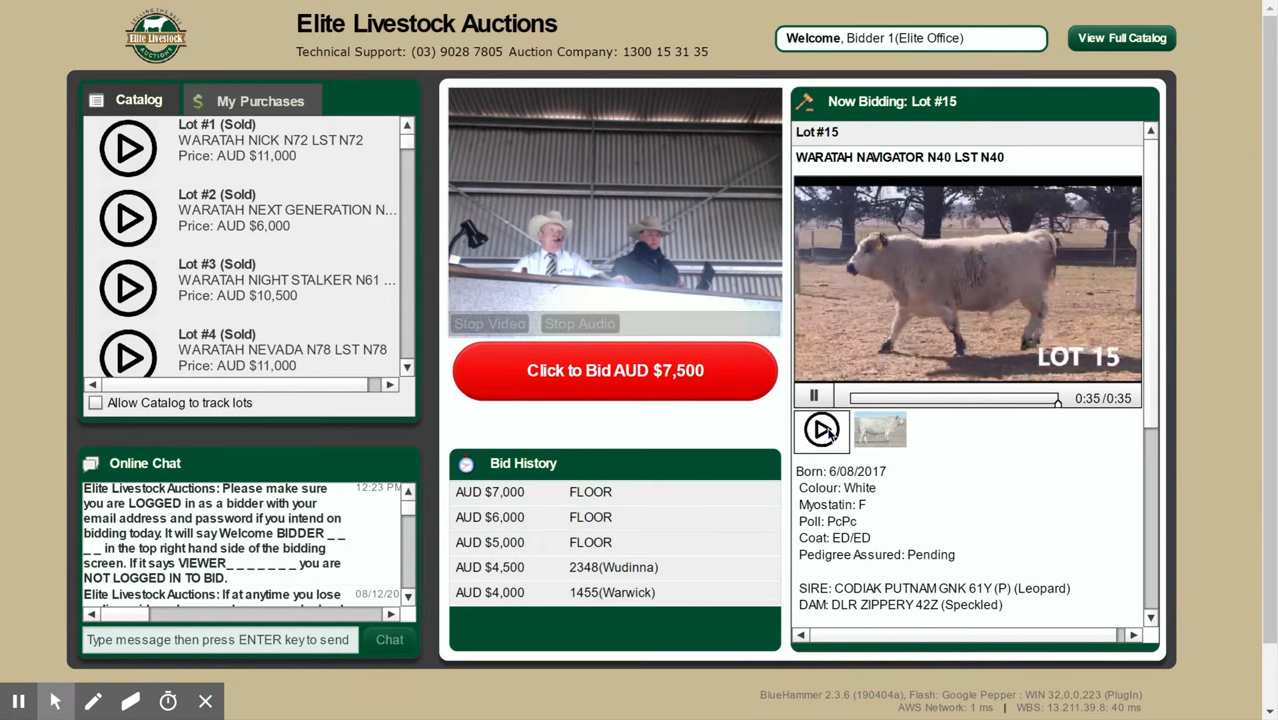 Elite Livestock
AUCTIONS
Elite Livestock Auctions
Technical Support: (03) 9028 7805 Auction Company: 1300 15 31 35
Welcome, Bidder 1(Elite Office)
View Full Catalog
Catalog
My Purchases
Lot #1 (Sold)
WARATAH NICK N72 LST N72
Price: AUD $11,000
Lot #2 (Sold)
WARATAH NEXT GENERATION N...
Price: AUD $6,000
Lot #3 (Sold)
WARATAH NIGHT STALKER N61 ...
Price: AUD $10,500
Lot #4 (Sold)
WARATAH NEVADA N78 LST N78
Price: AUD $11,000
Allow Catalog to track lots
Online Chat
Elite Livestock Auctions: Please make sure 12:23 PM
you are LOGGED in as a bidder with your
email address and password if you intend on
bidding today. It will say Welcome BIDDER _ _
_ _ in the top right hand side of the bidding
screen. If it says VIEWER_ _ _ _ _ _ _ you are
NOT LOGGED IN TO BID.
Elite Livestock Auctions: If at anytime you lose 08/12/20
Type message then press ENTER key to send
Chat
Stop Video
Stop Audio
Click to Bid AUD $7,500
Bid History
AUD $7,000 FLOOR
AUD $6,000 FLOOR
AUD $5,000 FLOOR
AUD $4,500 2348(Wudinna)
AUD $4,000 1455(Warwick)
Now Bidding: Lot #15
Lot #15
WARATAH NAVIGATOR N40 LST N40
LOT 15
0:35/0:35
Born: 6/08/2017
Colour: White
Myostatin: F
Poll: PcPc
Coat: ED/ED
Pedigree Assured: Pending
SIRE: CODIAK PUTNAM GNK 61Y (P) (Leopard)
DAM: DLR ZIPPERY 42Z (Speckled)
BlueHammer 2.3.6 (190404a), Flash: Google Pepper : WIN 32,0,0,223 (PlugIn)
AWS Network: 1 ms | WBS: 13.211.39.8: 40 ms